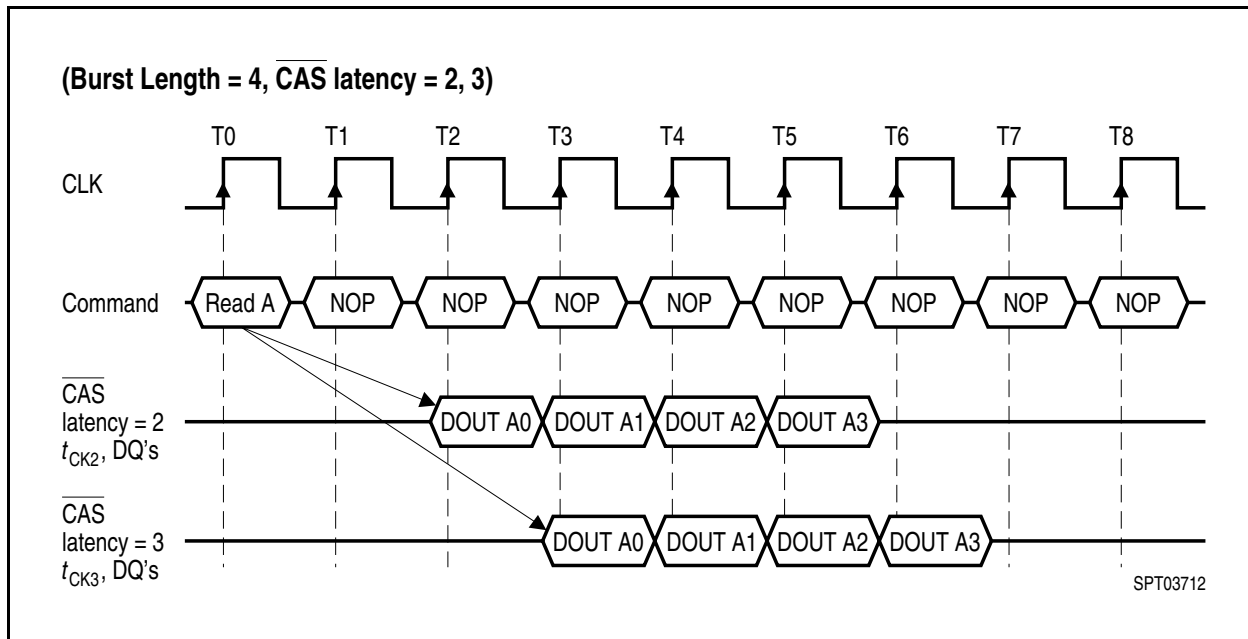 (Burst Length = 4, CAS latency = 2, 3)
T0 T1 T2 T3 T4 T5 T6 T7 T8
CLK
Command Read A NOP NOP NOP NOP NOP NOP NOP NOP
CAS
latency = 2 DOUT A0 DOUT A1 DOUT A2 DOUT A3
tCK2, DQ's
CAS
latency = 3 DOUT A0 DOUT A1 DOUT A2 DOUT A3
tCK3, DQ's
SPT03712